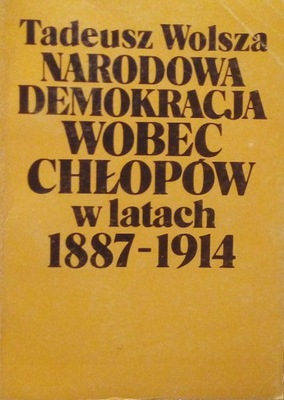 Tadeusz Wolsza
NARODOWA
DEMOKRACJA
WOBEC
CHŁOPÓW
w latach
1887-1914